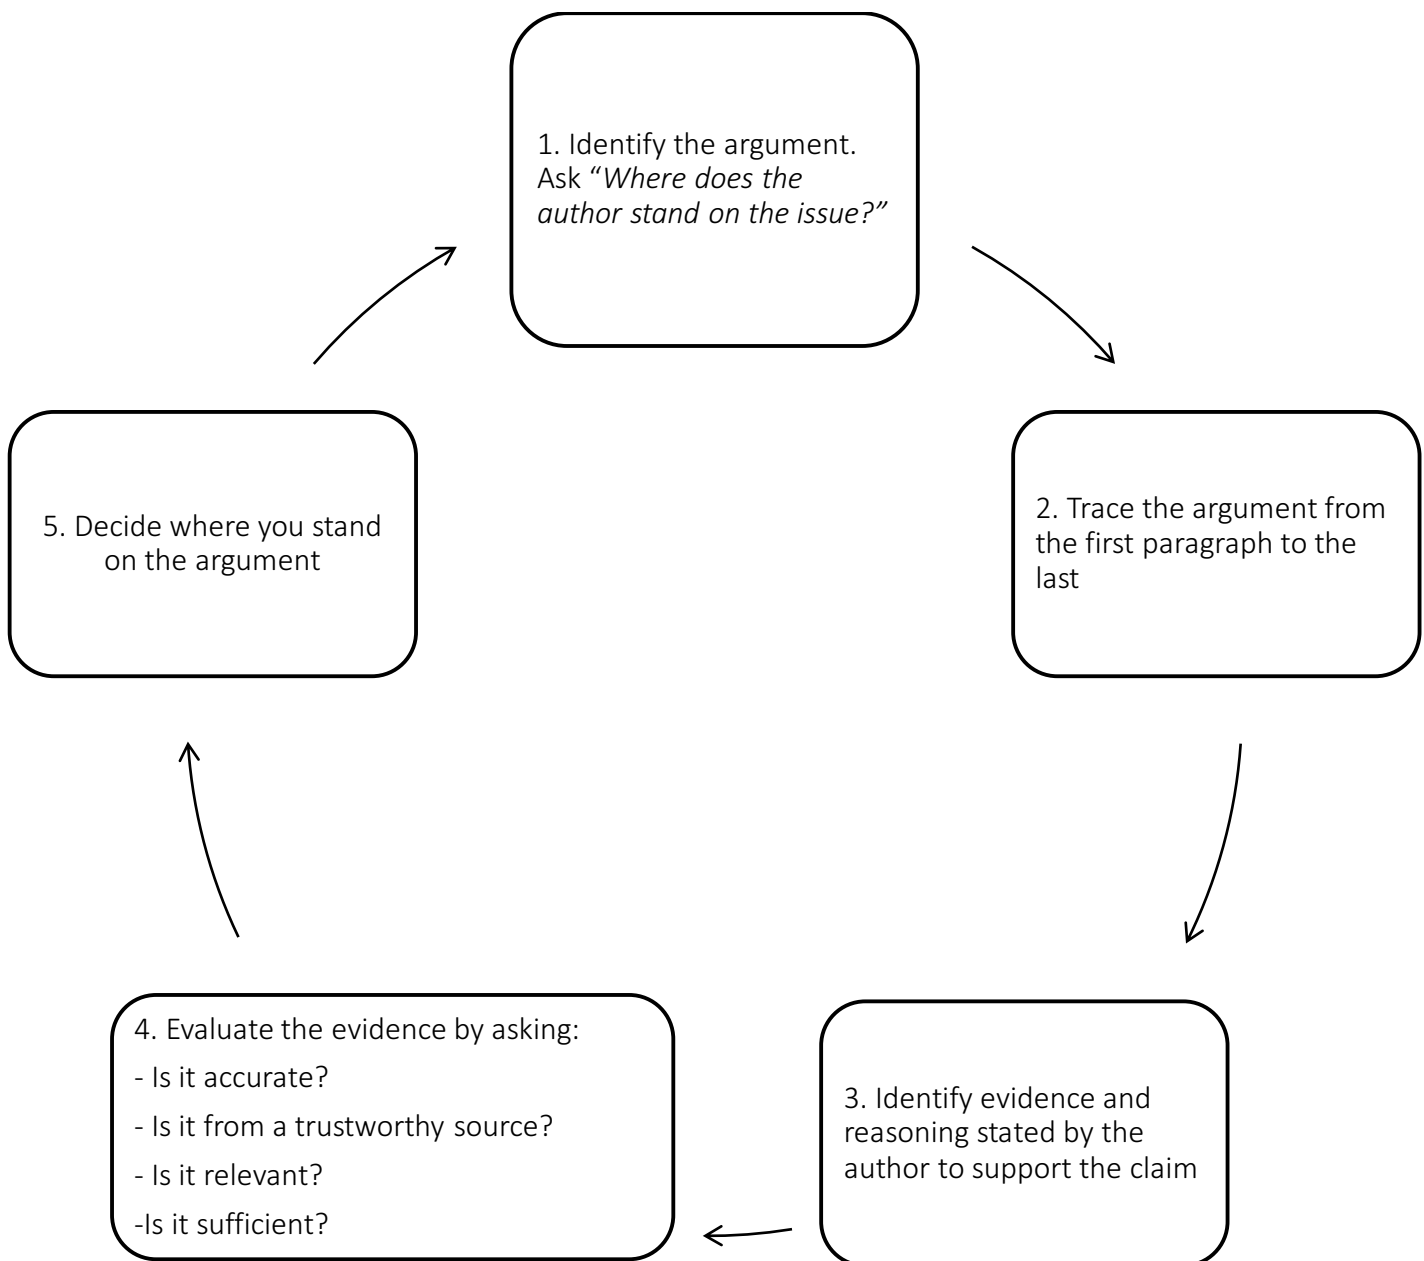 1. Identify the argument.
Ask “Where does the
author stand on the issue?”
2. Trace the argument from
the first paragraph to the
last
3. Identify evidence and
reasoning stated by the
author to support the claim
4. Evaluate the evidence by asking:
- Is it accurate?
- Is it from a trustworthy source?
- Is it relevant?
-Is it sufficient?
5. Decide where you stand
on the argument